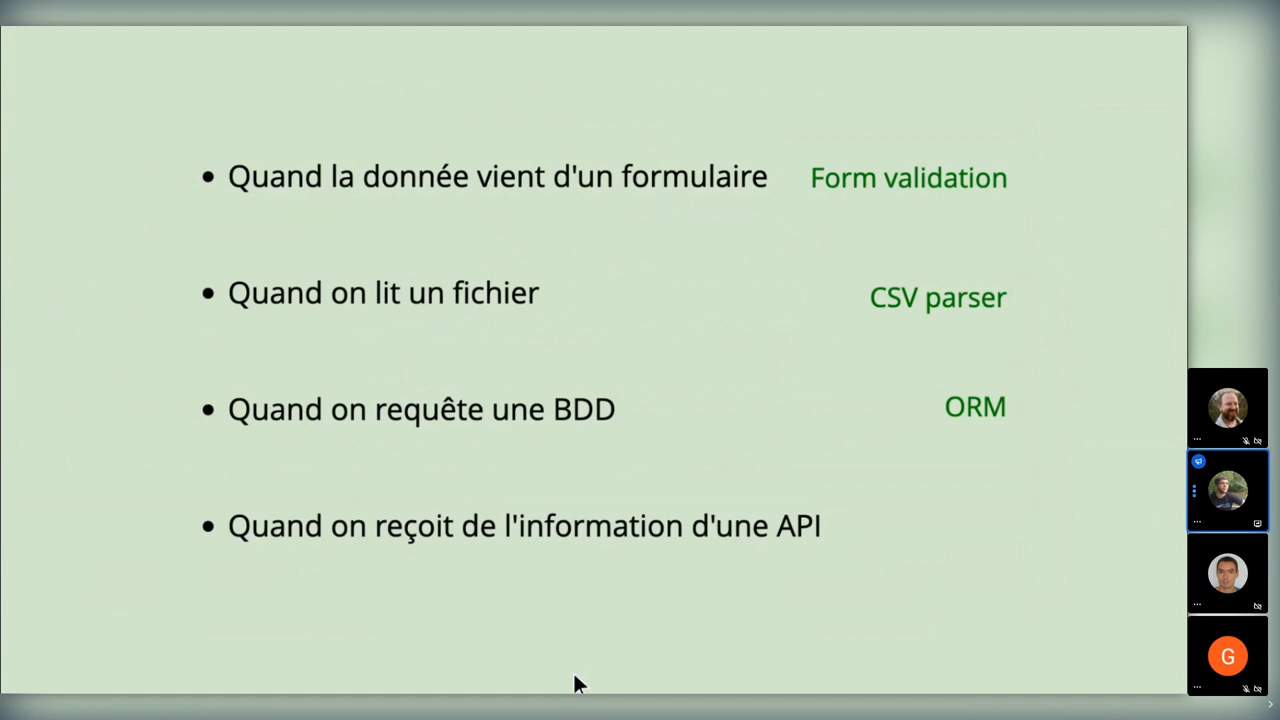 Quand la donnée vient d'un formulaire Form validation
Quand on lit un fichier CSV parser
Quand on requête une BDD ORM
Quand on reçoit de l'information d'une API
G